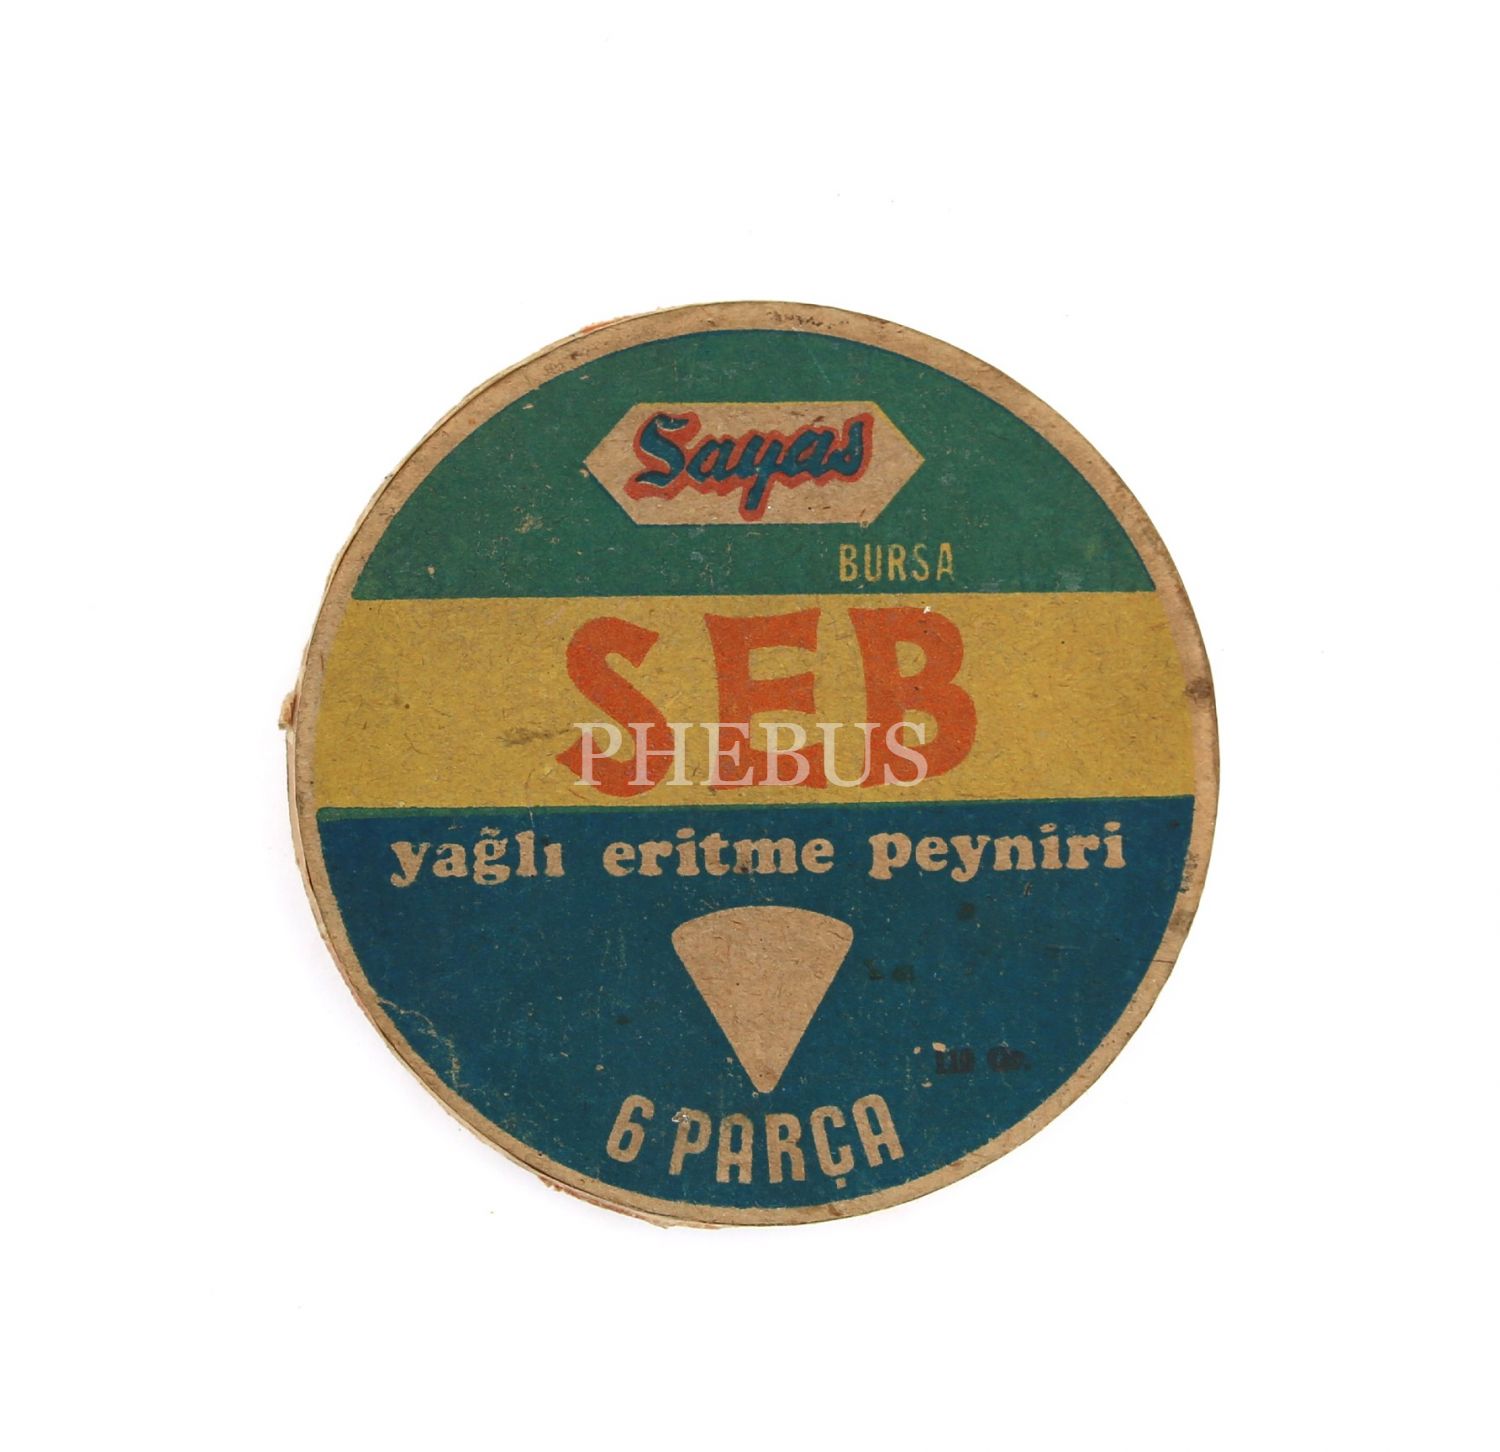 Sayas
BURSA
SEB
PHEBUS
yağlı eritme peyniri
6 PARÇA